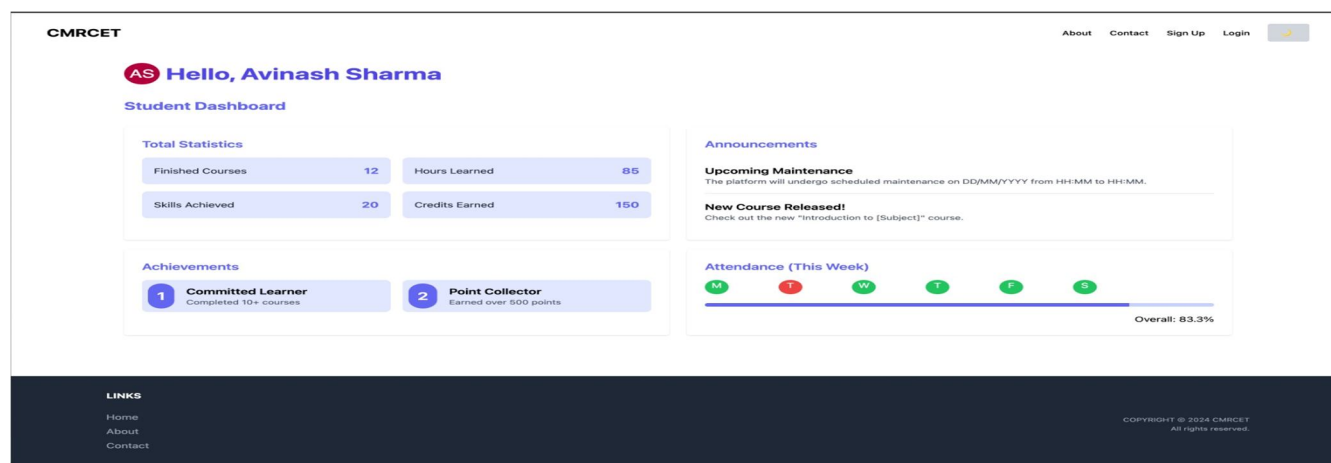 CMRCET
About Contact Sign Up Login
AS Hello, Avinash Sharma
Student Dashboard
Total Statistics
Finished Courses 12
Hours Learned 85
Skills Achieved 20
Credits Earned 150
Announcements
Upcoming Maintenance
The platform will undergo scheduled maintenance on DD/MM/YYYY from HH:MM to HH:MM.
New Course Released!
Check out the new "Introduction to [Subject]" course.
Achievements
1 Committed Learner
Completed 10+ courses
2 Point Collector
Earned over 500 points
Attendance (This Week)
M T W T F S
Overall: 83.3%
LINKS
Home
About
Contact
COPYRIGHT © 2024 CMRCET
All rights reserved.